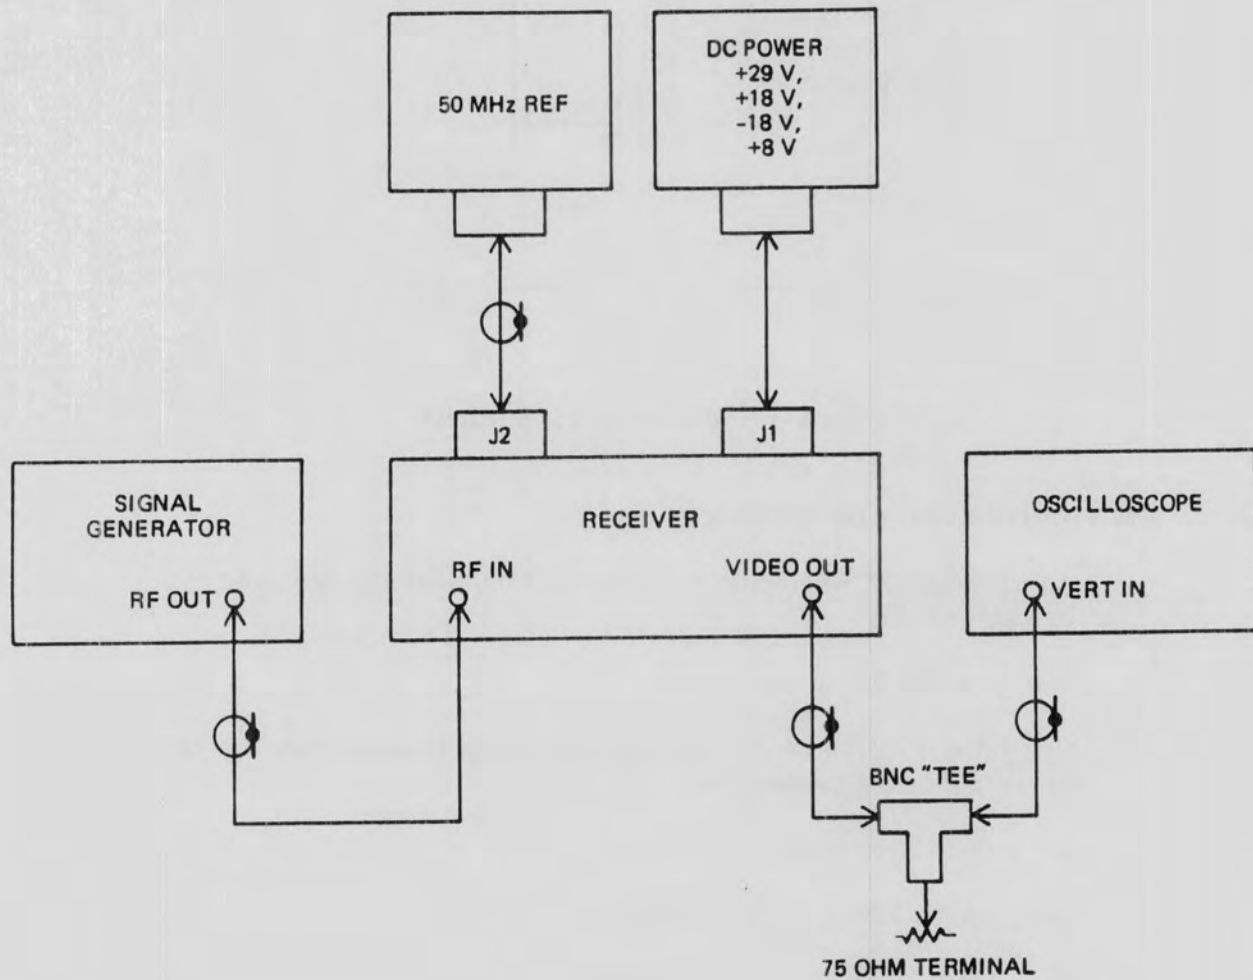 50 MHz REF
DC POWER
+29 V,
+18 V,
-18 V,
+8 V
J2
J1
SIGNAL
GENERATOR
RF OUT
RECEIVER
RF IN
VIDEO OUT
OSCILLOSCOPE
VERT IN
BNC "TEE"
75 OHM TERMINAL